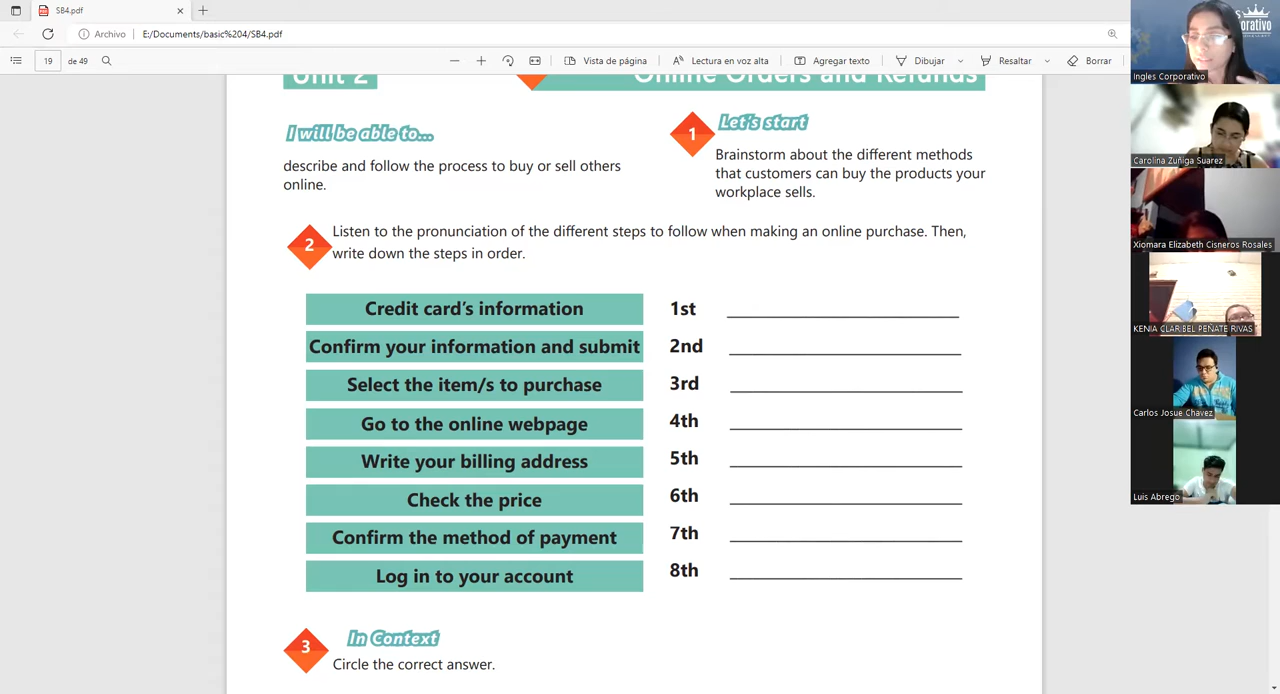 SB4.pdf
Archivo
E:/Documents/basic%204/SB4.pdf
19
de 49
Vista de página
Lectura en voz alta
Agregar texto
Dibujar
Resaltar
Borrar
Unit 2
Online Orders and Refunds
I will be able to...
describe and follow the process to buy or sell others
online.
1
Let's start
Brainstorm about the different methods
that customers can buy the products your
workplace sells.
2
Listen to the pronunciation of the different steps to follow when making an online purchase. Then,
write down the steps in order.
Credit card's information
Confirm your information and submit
Select the item/s to purchase
Go to the online webpage
Write your billing address
Check the price
Confirm the method of payment
Log in to your account
1st
2nd
3rd
4th
5th
6th
7th
8th
3
In Context
Circle the correct answer.
Ingles Corporativo
Carolina Zuñiga Suarez
Xiomara Elizabeth Cisneros Rosales
KENIA CLARIBEL PEÑATE RIVAS
Carlos Josue Chavez
Luis Abrego